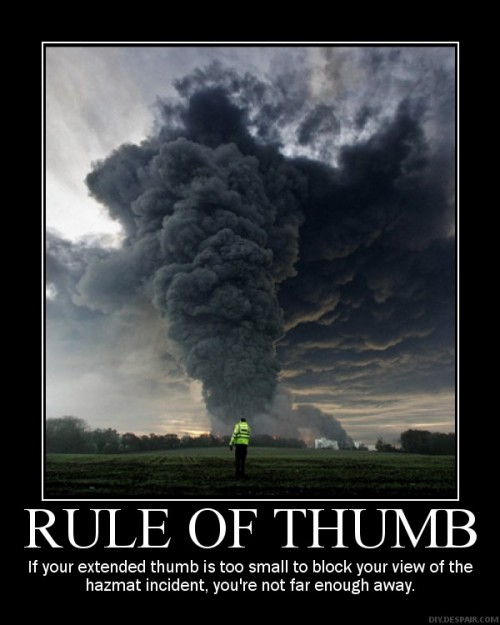 RULE OF THUMB
If your extended thumb is too small to block your view of the
hazmat incident, you're not far enough away.
DIY.DESPAIR.COM